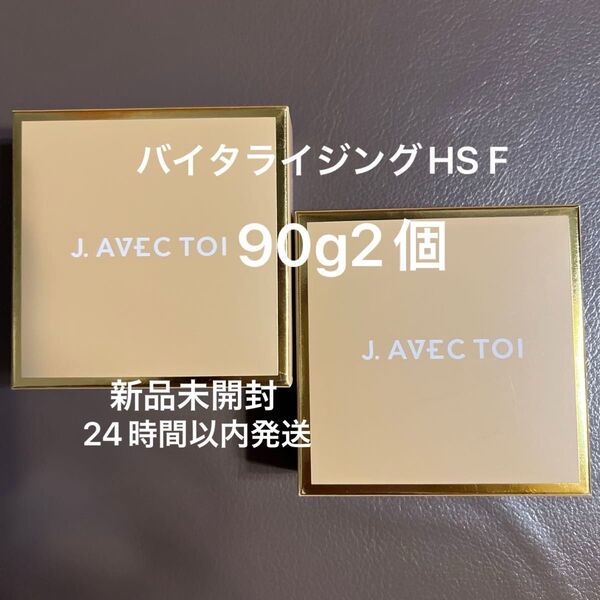 バイタライジングHS F
J. AVEC TOI
90g2個
J. AVEC TOI
新品未開封
24時間以内発送